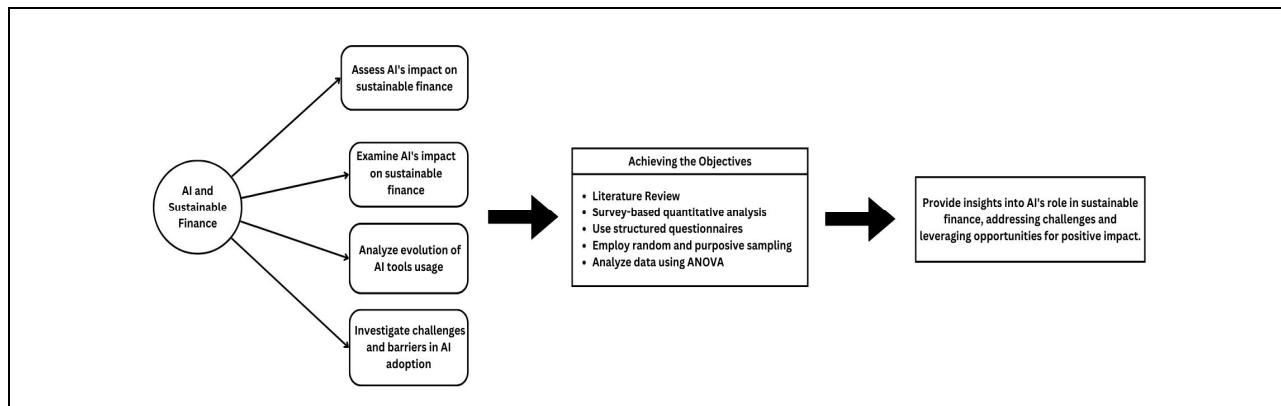 AI and
Sustainable
Finance
Assess AI's impact on
sustainable finance
Examine AI's impact
on sustainable
finance
Analyze evolution of
AI tools usage
Investigate challenges
and barriers in AI
adoption
Achieving the Objectives
• Literature Review
• Survey-based quantitative analysis
• Use structured questionnaires
• Employ random and purposive sampling
• Analyze data using ANOVA
Provide insights into AI's role in sustainable
finance, addressing challenges and
leveraging opportunities for positive impact.